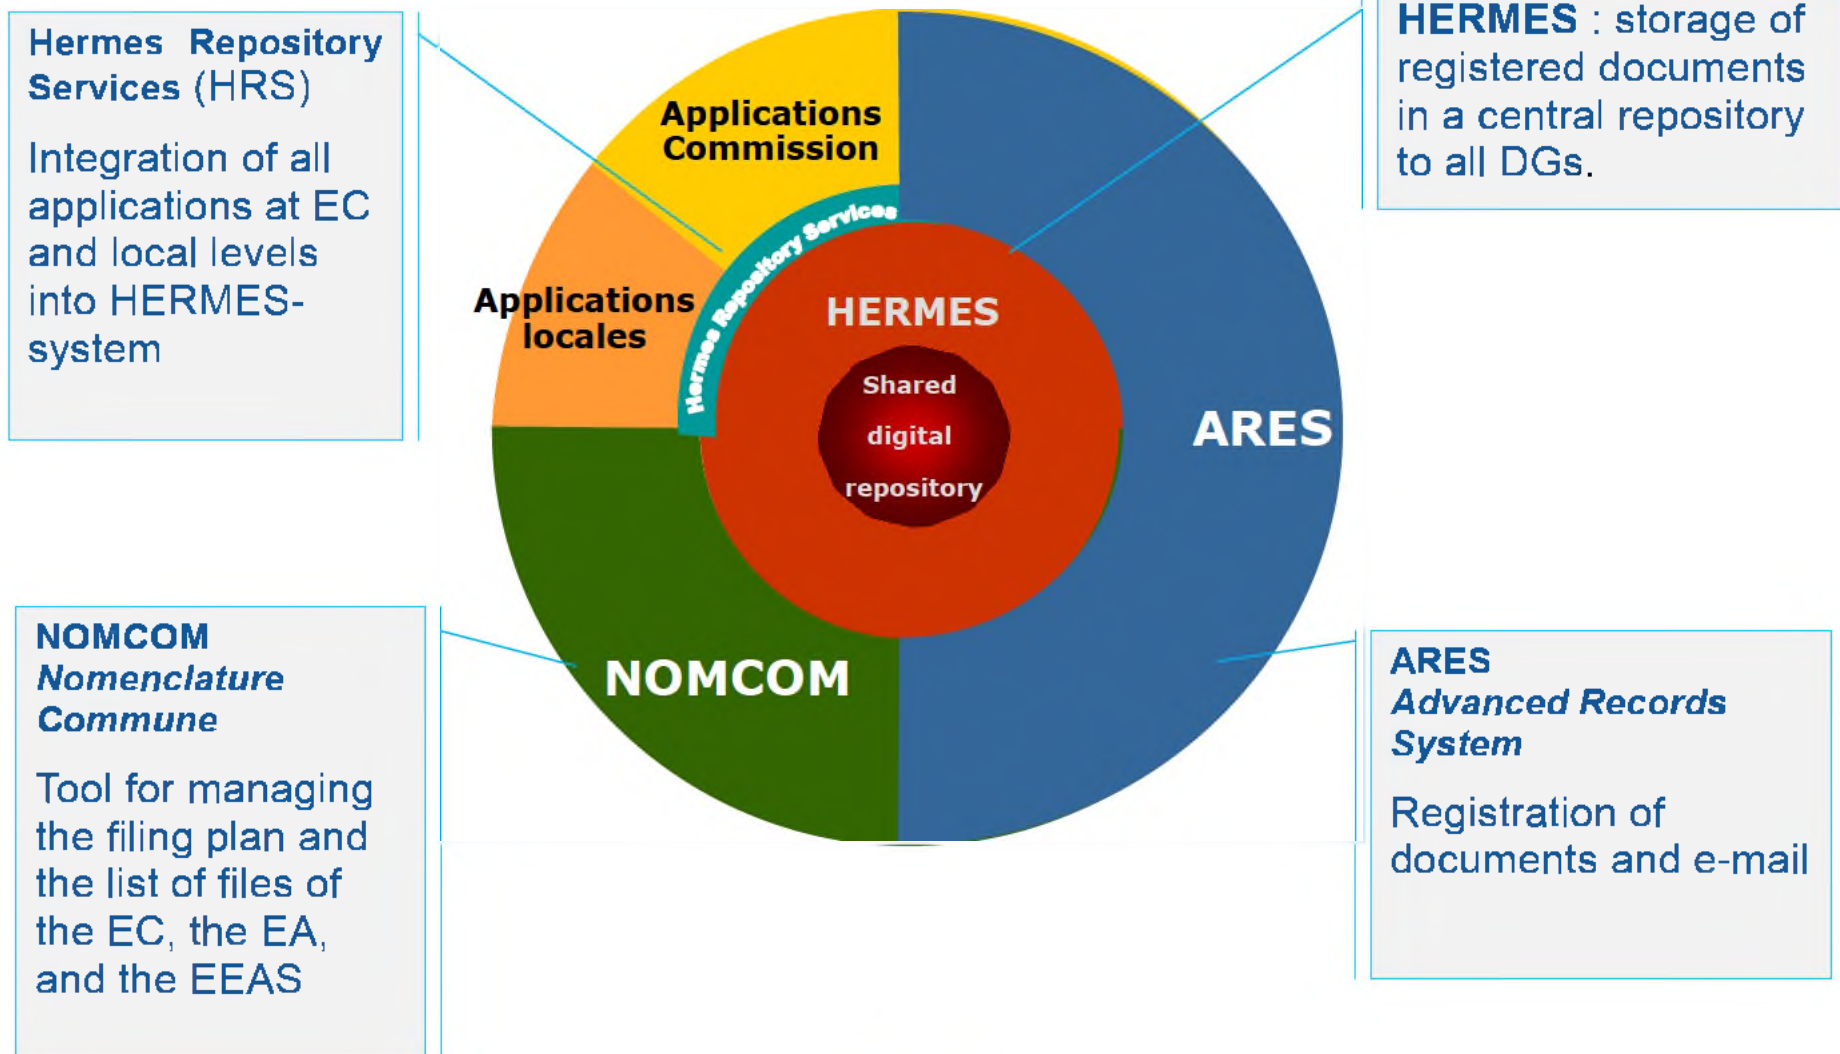 Hermes Repository
Services (HRS)
Integration of all
applications at EC
and local levels
into HERMES-
system
Applications
Commission
Applications
locales
Hermes Repository Services
HERMES
Shared
digital
repository
ARES
NOMCOM
HERMES : storage of
registered documents
in a central repository
to all DGs.
NOMCOM
Nomenclature
Commune
Tool for managing
the filing plan and
the list of files of
the EC, the EA,
and the EEAS
ARES
Advanced Records
System
Registration of
documents and e-mail